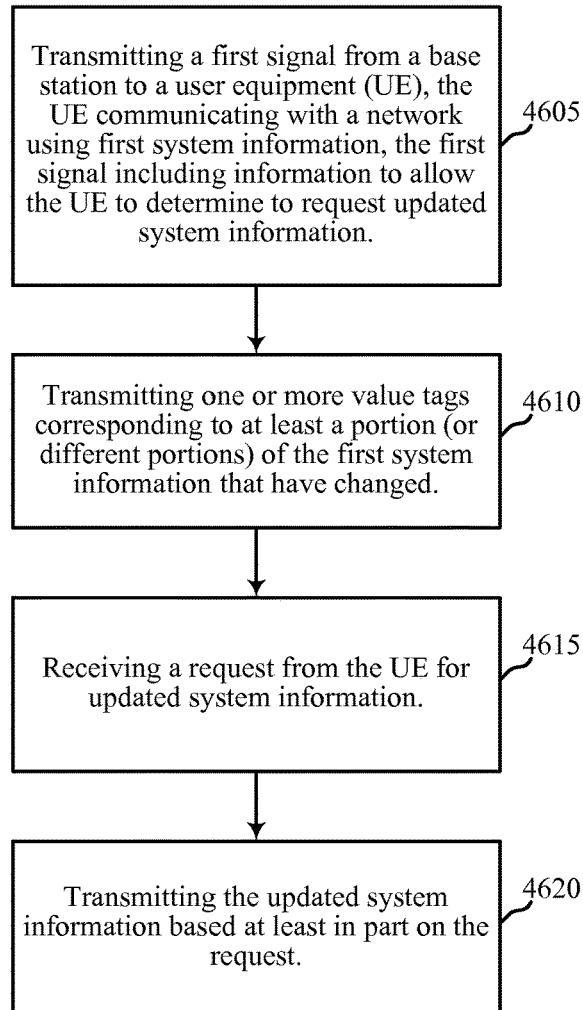 Transmitting a first signal from a base
station to a user equipment (UE), the
UE communicating with a network
using first system information, the first
signal including information to allow
the UE to determine to request updated
system information.
4605
Transmitting one or more value tags
corresponding to at least a portion (or
different portions) of the first system
information that have changed.
4610
Receiving a request from the UE for
updated system information.
4615
Transmitting the updated system
information based at least in part on the
request.
4620